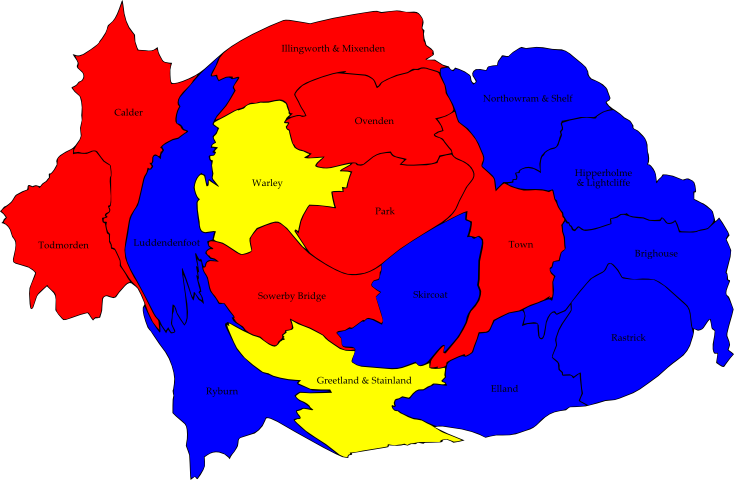 Illingworth & Mixenden
Northowram & Shelf
Calder
Ovenden
Hipperholme
& Lightcliffe
Warley
Park
Todmorden
Luddendenfoot
Town
Brighouse
Sowerby Bridge
Skircoat
Rastrick
Greetland & Stainland
Ryburn
Elland